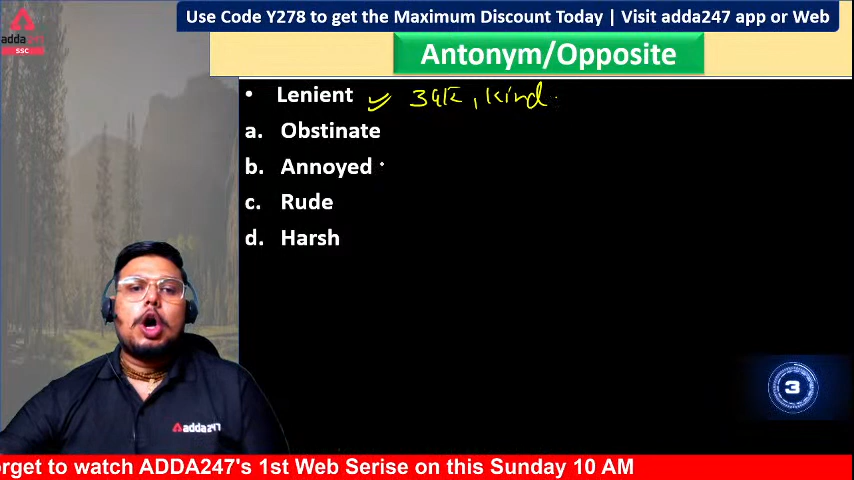 Use Code Y278 to get the Maximum Discount Today | Visit adda247 app or Web
adda247
SSC
Antonym/Opposite
• Lenient उदार, kind
a. Obstinate
b. Annoyed
c. Rude
d. Harsh
adda247
3
orget to watch ADDA247's 1st Web Serise on this Sunday 10 AM